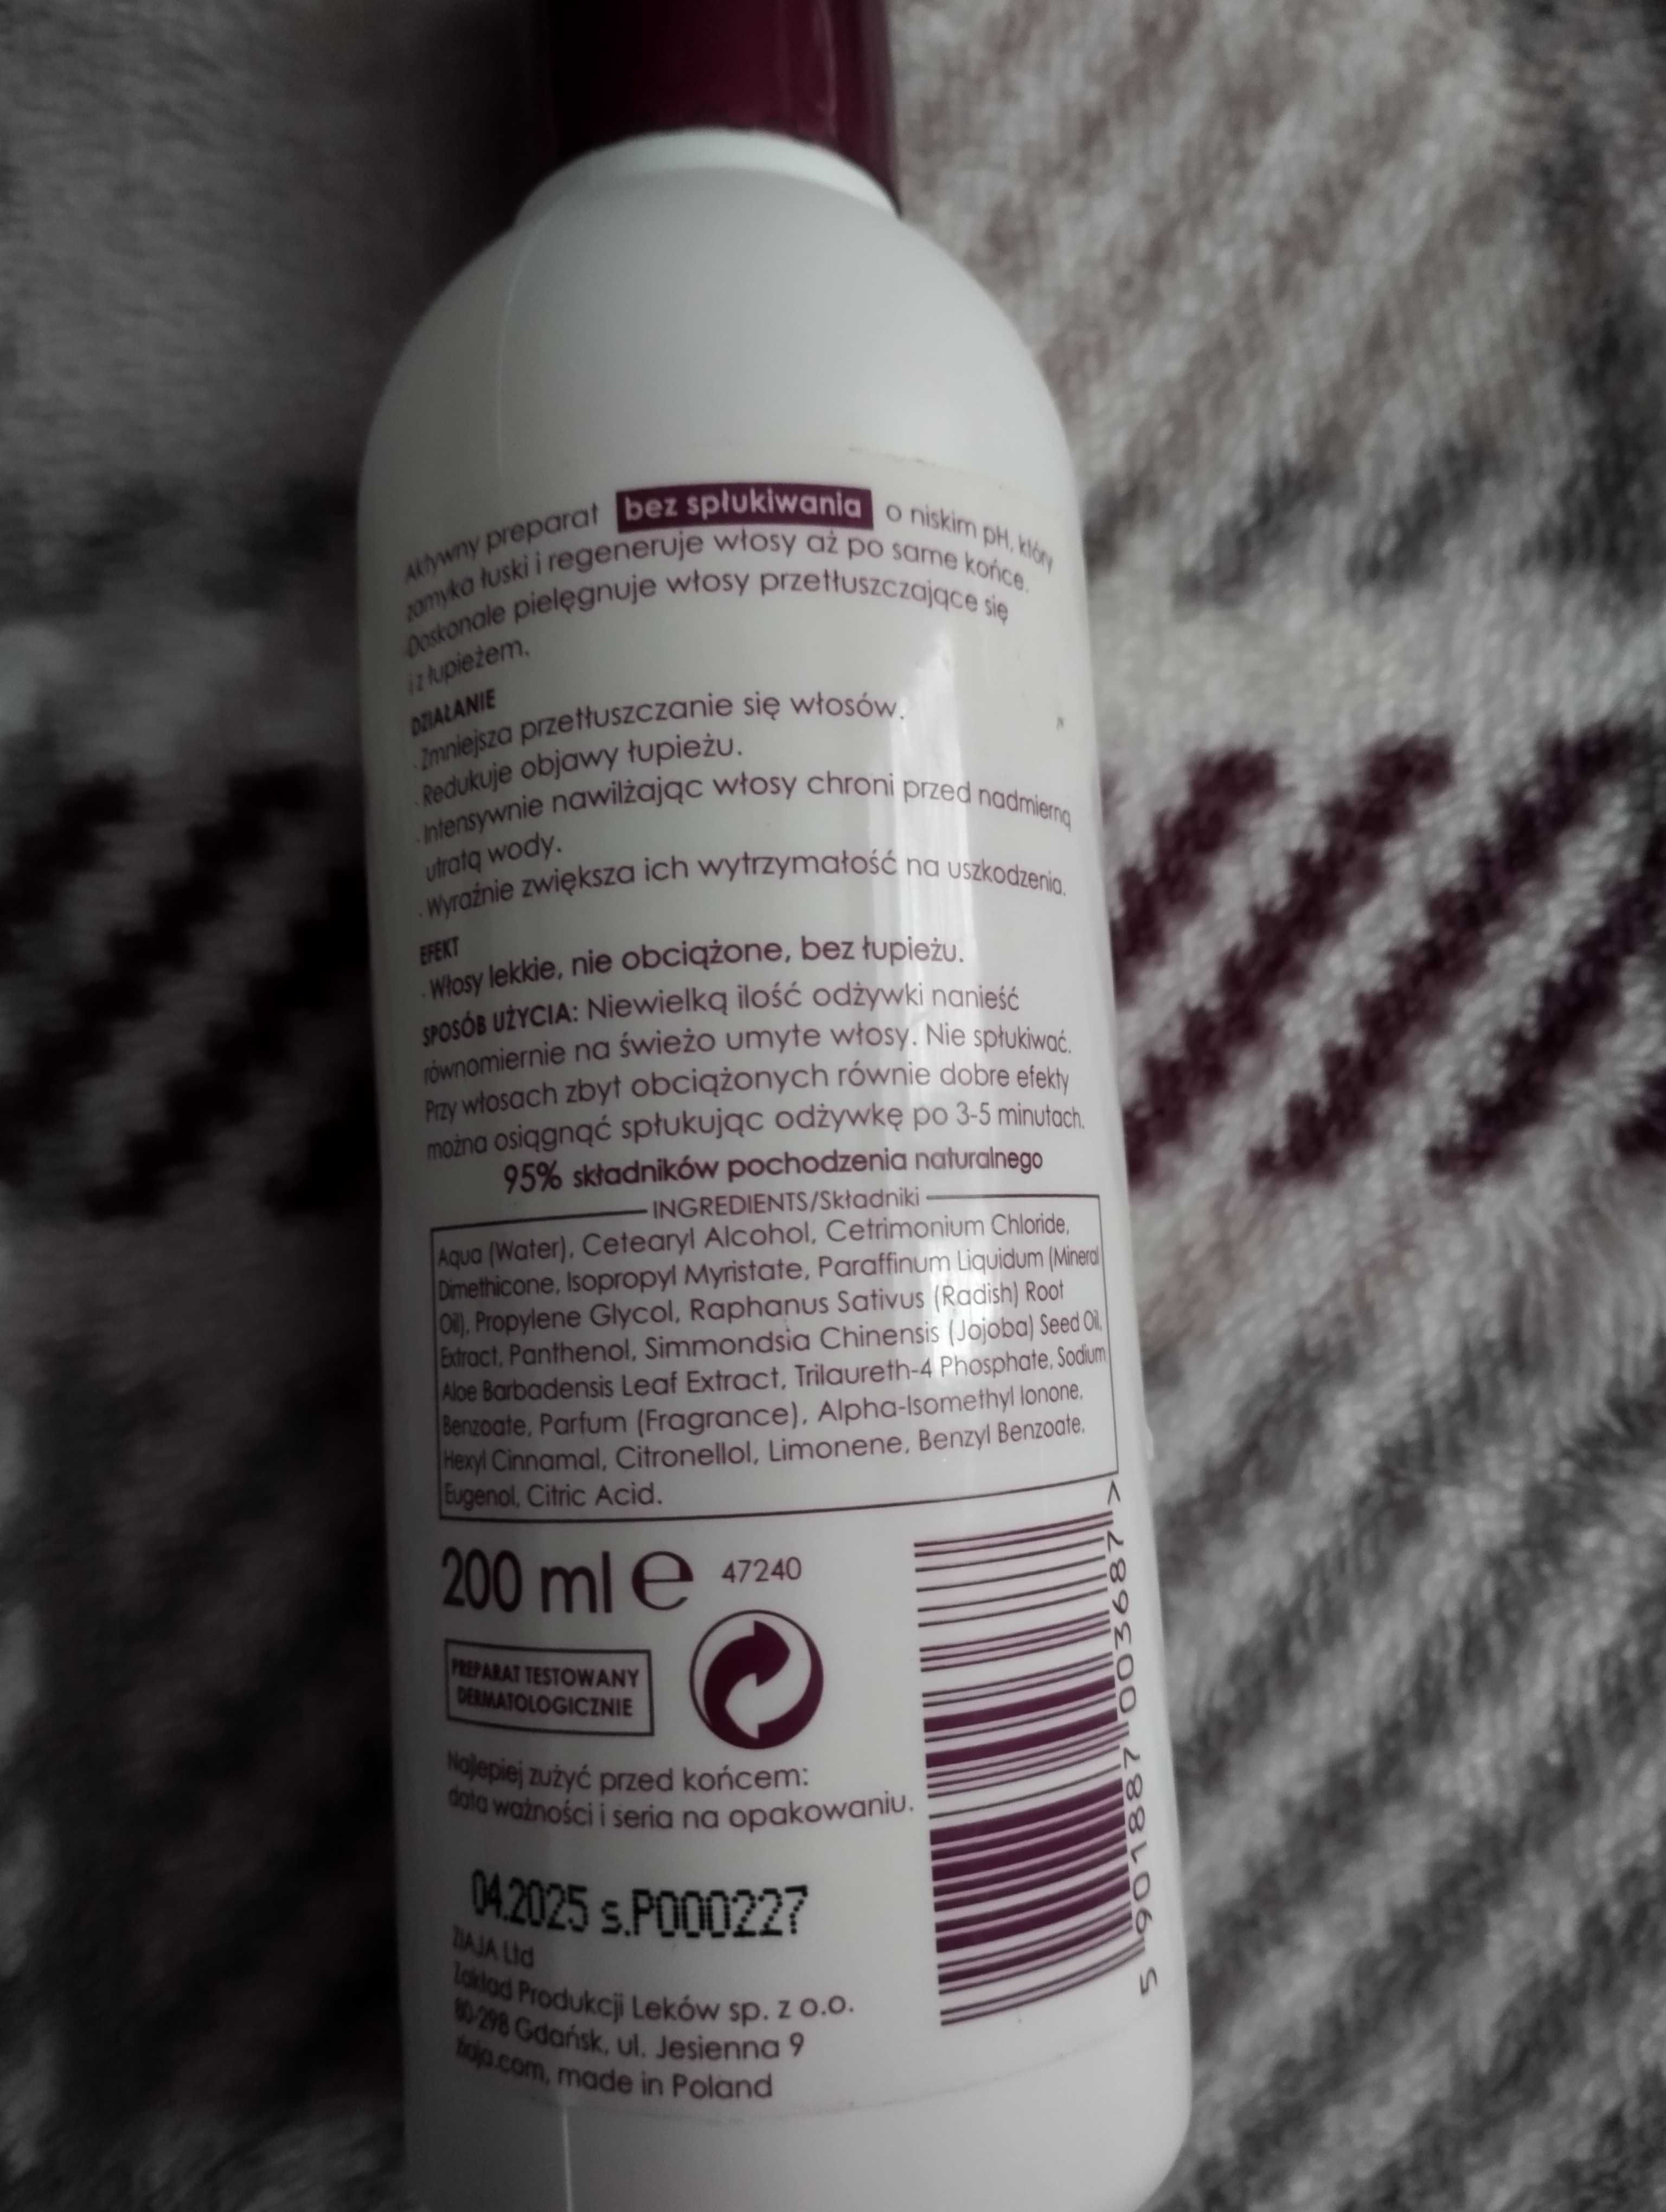 Aktywny preparat bez spłukiwania o niskim pH, który
zamyka łuski i regeneruje włosy aż po same końce.
Doskonale pielęgnuje włosy przetłuszczające się
i z łupieżem.
DZIAŁANIE
. Zmniejsza przetłuszczanie się włosów.
. Redukuje objawy łupieżu.
. Intensywnie nawilżając włosy chroni przed nadmierną
utratą wody.
. Wyraźnie zwiększa ich wytrzymałość na uszkodzenia.
EFEKT
. Włosy lekkie, nie obciążone, bez łupieżu.
SPOSÓB UŻYCIA: Niewielką ilość odżywki nanieść
równomiernie na świeżo umyte włosy. Nie spłukiwać.
Przy włosach zbyt obciążonych równie dobre efekty
można osiągnąć spłukując odżywkę po 3-5 minutach.
95% składników pochodzenia naturalnego
INGREDIENTS/Składniki
Aqua (Water), Cetearyl Alcohol, Cetrimonium Chloride,
Dimethicone, Isopropyl Myristate, Paraffinum Liquidum (Mineral
Oil), Propylene Glycol, Raphanus Sativus (Radish) Root
Extract, Panthenol, Simmondsia Chinensis (Jojoba) Seed Oil,
Aloe Barbadensis Leaf Extract, Trilaureth-4 Phosphate, Sodium
Benzoate, Parfum (Fragrance), Alpha-Isomethyl Ionone,
Hexyl Cinnamal, Citronellol, Limonene, Benzyl Benzoate,
Eugenol, Citric Acid.
200 ml e 47240
PREPARAT TESTOWANY
DERMATOLOGICZNIE
Najlepiej zużyć przed końcem:
data ważności i seria na opakowaniu.
04.2025 s.P000227
ZIAJA Ltd
Zakład Produkcji Leków sp. z o.o.
80-298 Gdańsk, ul. Jesienna 9
ziaja.com, made in Poland
5 901887 003687 >